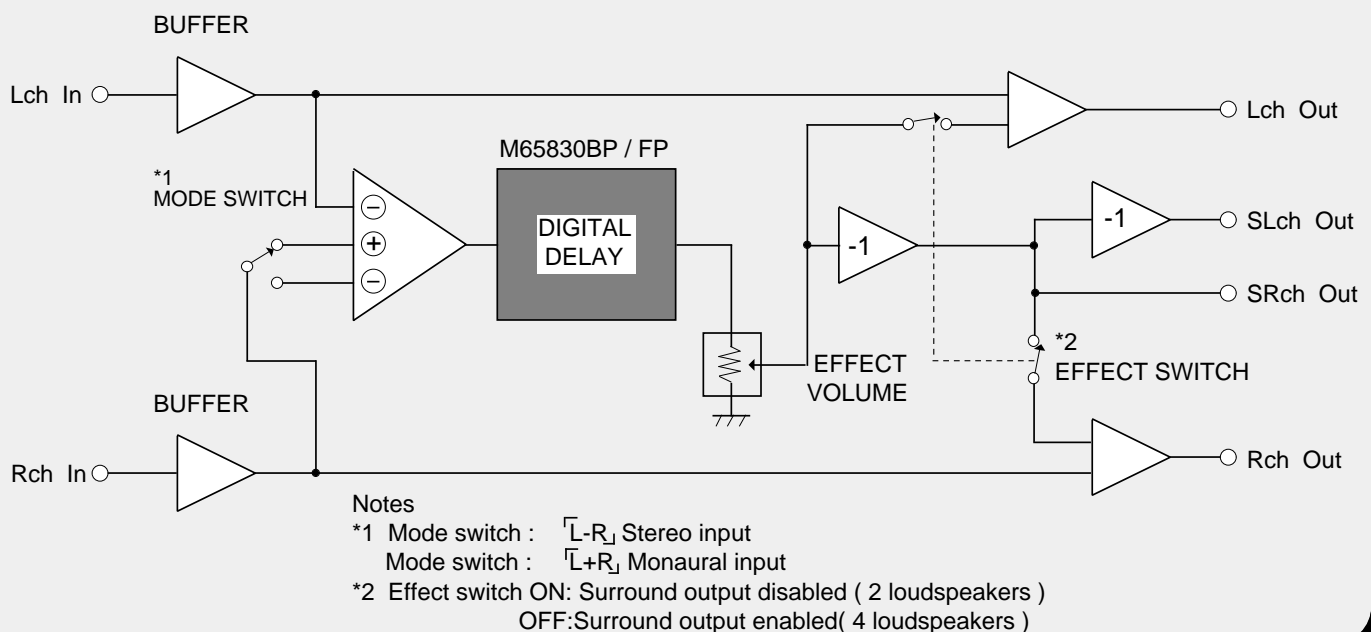 BUFFER
Lch In
Lch Out
M65830BP / FP
*1
MODE SWITCH
−
+
−
DIGITAL
DELAY
-1
-1
SLch Out
SRch Out
*2
EFFECT SWITCH
EFFECT
VOLUME
BUFFER
Rch In
Rch Out
Notes
*1 Mode switch : 「L-R」 Stereo input
Mode switch : 「L+R」 Monaural input
*2 Effect switch ON: Surround output disabled ( 2 loudspeakers )
OFF:Surround output enabled( 4 loudspeakers )